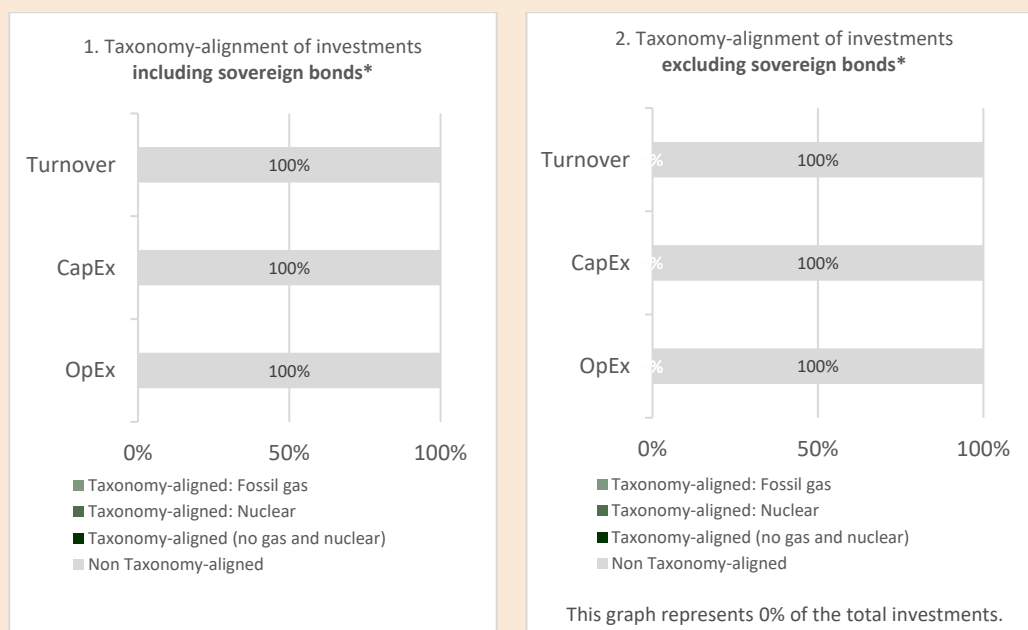 1. Taxonomy-alignment of investments
including sovereign bonds*
Turnover
100%
CapEx
100%
OpEx
100%
0% 50% 100%
Taxonomy-aligned: Fossil gas
Taxonomy-aligned: Nuclear
Taxonomy-aligned (no gas and nuclear)
Non Taxonomy-aligned
2. Taxonomy-alignment of investments
excluding sovereign bonds*
Turnover
% 100%
CapEx
% 100%
OpEx
% 100%
0% 50% 100%
Taxonomy-aligned: Fossil gas
Taxonomy-aligned: Nuclear
Taxonomy-aligned (no gas and nuclear)
Non Taxonomy-aligned
This graph represents 0% of the total investments.